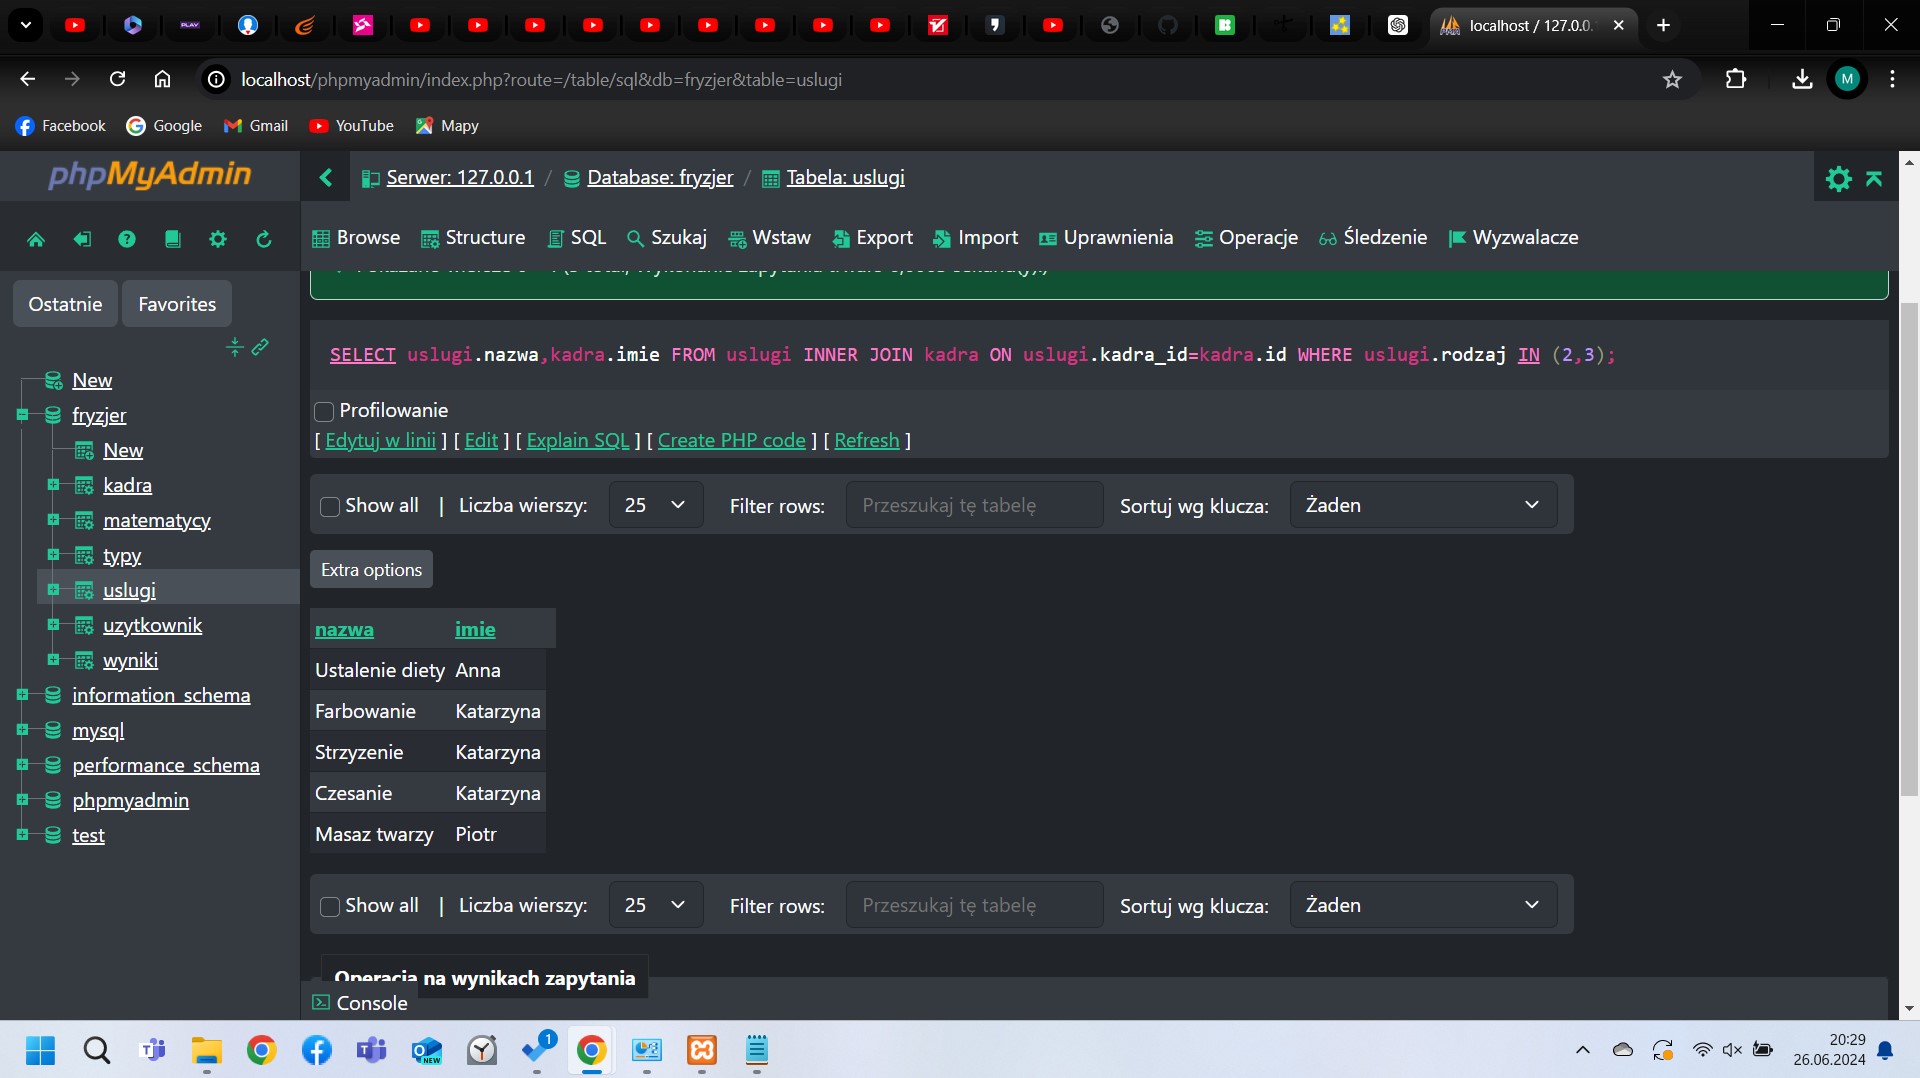 PLAY
localhost / 127.0.0.1
localhost/phpmyadmin/index.php?route=/table/sql&db=fryzjer&table=uslugi
M
Facebook
Google
Gmail
YouTube
Mapy
phpMyAdmin
Serwer: 127.0.0.1 / Database: fryzjer / Tabela: uslugi
Browse
Structure
SQL
Szukaj
Wstaw
Export
Import
Uprawnienia
Operacje
Śledzenie
Wyzwalacze
Ostatnie
Favorites
New
fryzjer
New
kadra
matematycy
typy
uslugi
uzytkownik
wyniki
information_schema
mysql
performance_schema
phpmyadmin
test
SELECT uslugi.nazwa,kadra.imie FROM uslugi INNER JOIN kadra ON uslugi.kadra_id=kadra.id WHERE uslugi.rodzaj IN (2,3);
Profilowanie
[ Edytuj w linii ] [ Edit ] [ Explain SQL ] [ Create PHP code ] [ Refresh ]
Show all | Liczba wierszy: 25 Filter rows: Przeszukaj tę tabelę Sortuj wg klucza: Żaden
Extra options
nazwa imie
Ustalenie diety Anna
Farbowanie Katarzyna
Strzyzenie Katarzyna
Czesanie Katarzyna
Masaz twarzy Piotr
Show all | Liczba wierszy: 25 Filter rows: Przeszukaj tę tabelę Sortuj wg klucza: Żaden
Operacja na wynikach zapytania
Console
NEW
1
20:29
26.06.2024